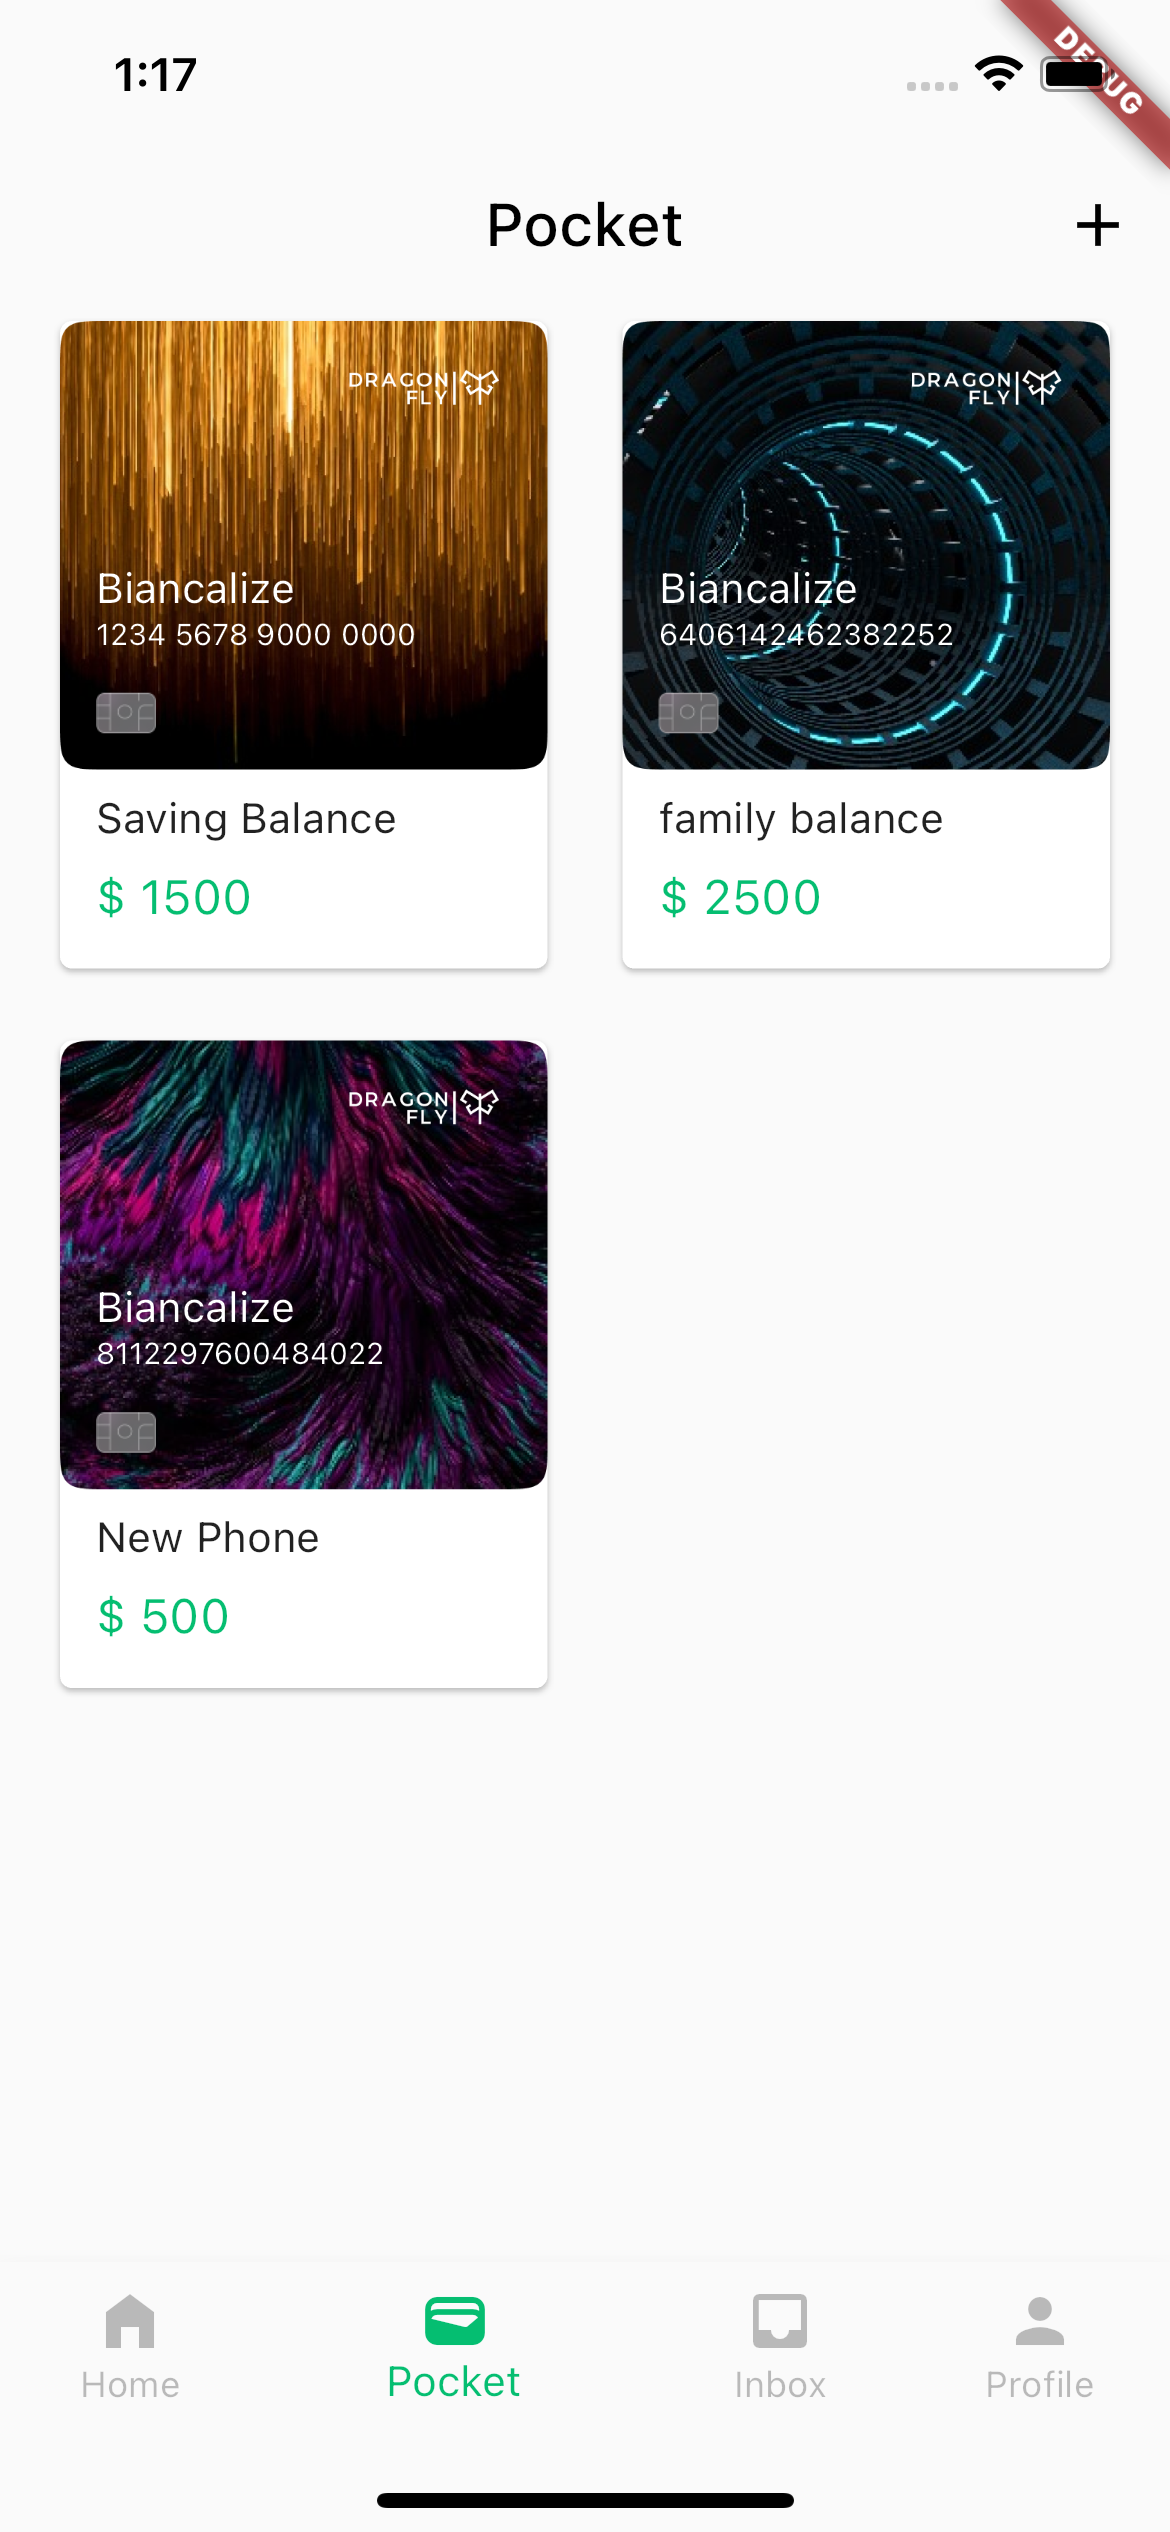 1:17
DEBUG
Pocket
DRAGON
FLY
Biancalize
1234 5678 9000 0000
Saving Balance
$ 1500
DRAGON
FLY
Biancalize
6406142462382252
family balance
$ 2500
DRAGON
FLY
Biancalize
8112297600484022
New Phone
$ 500
Home
Pocket
Inbox
Profile